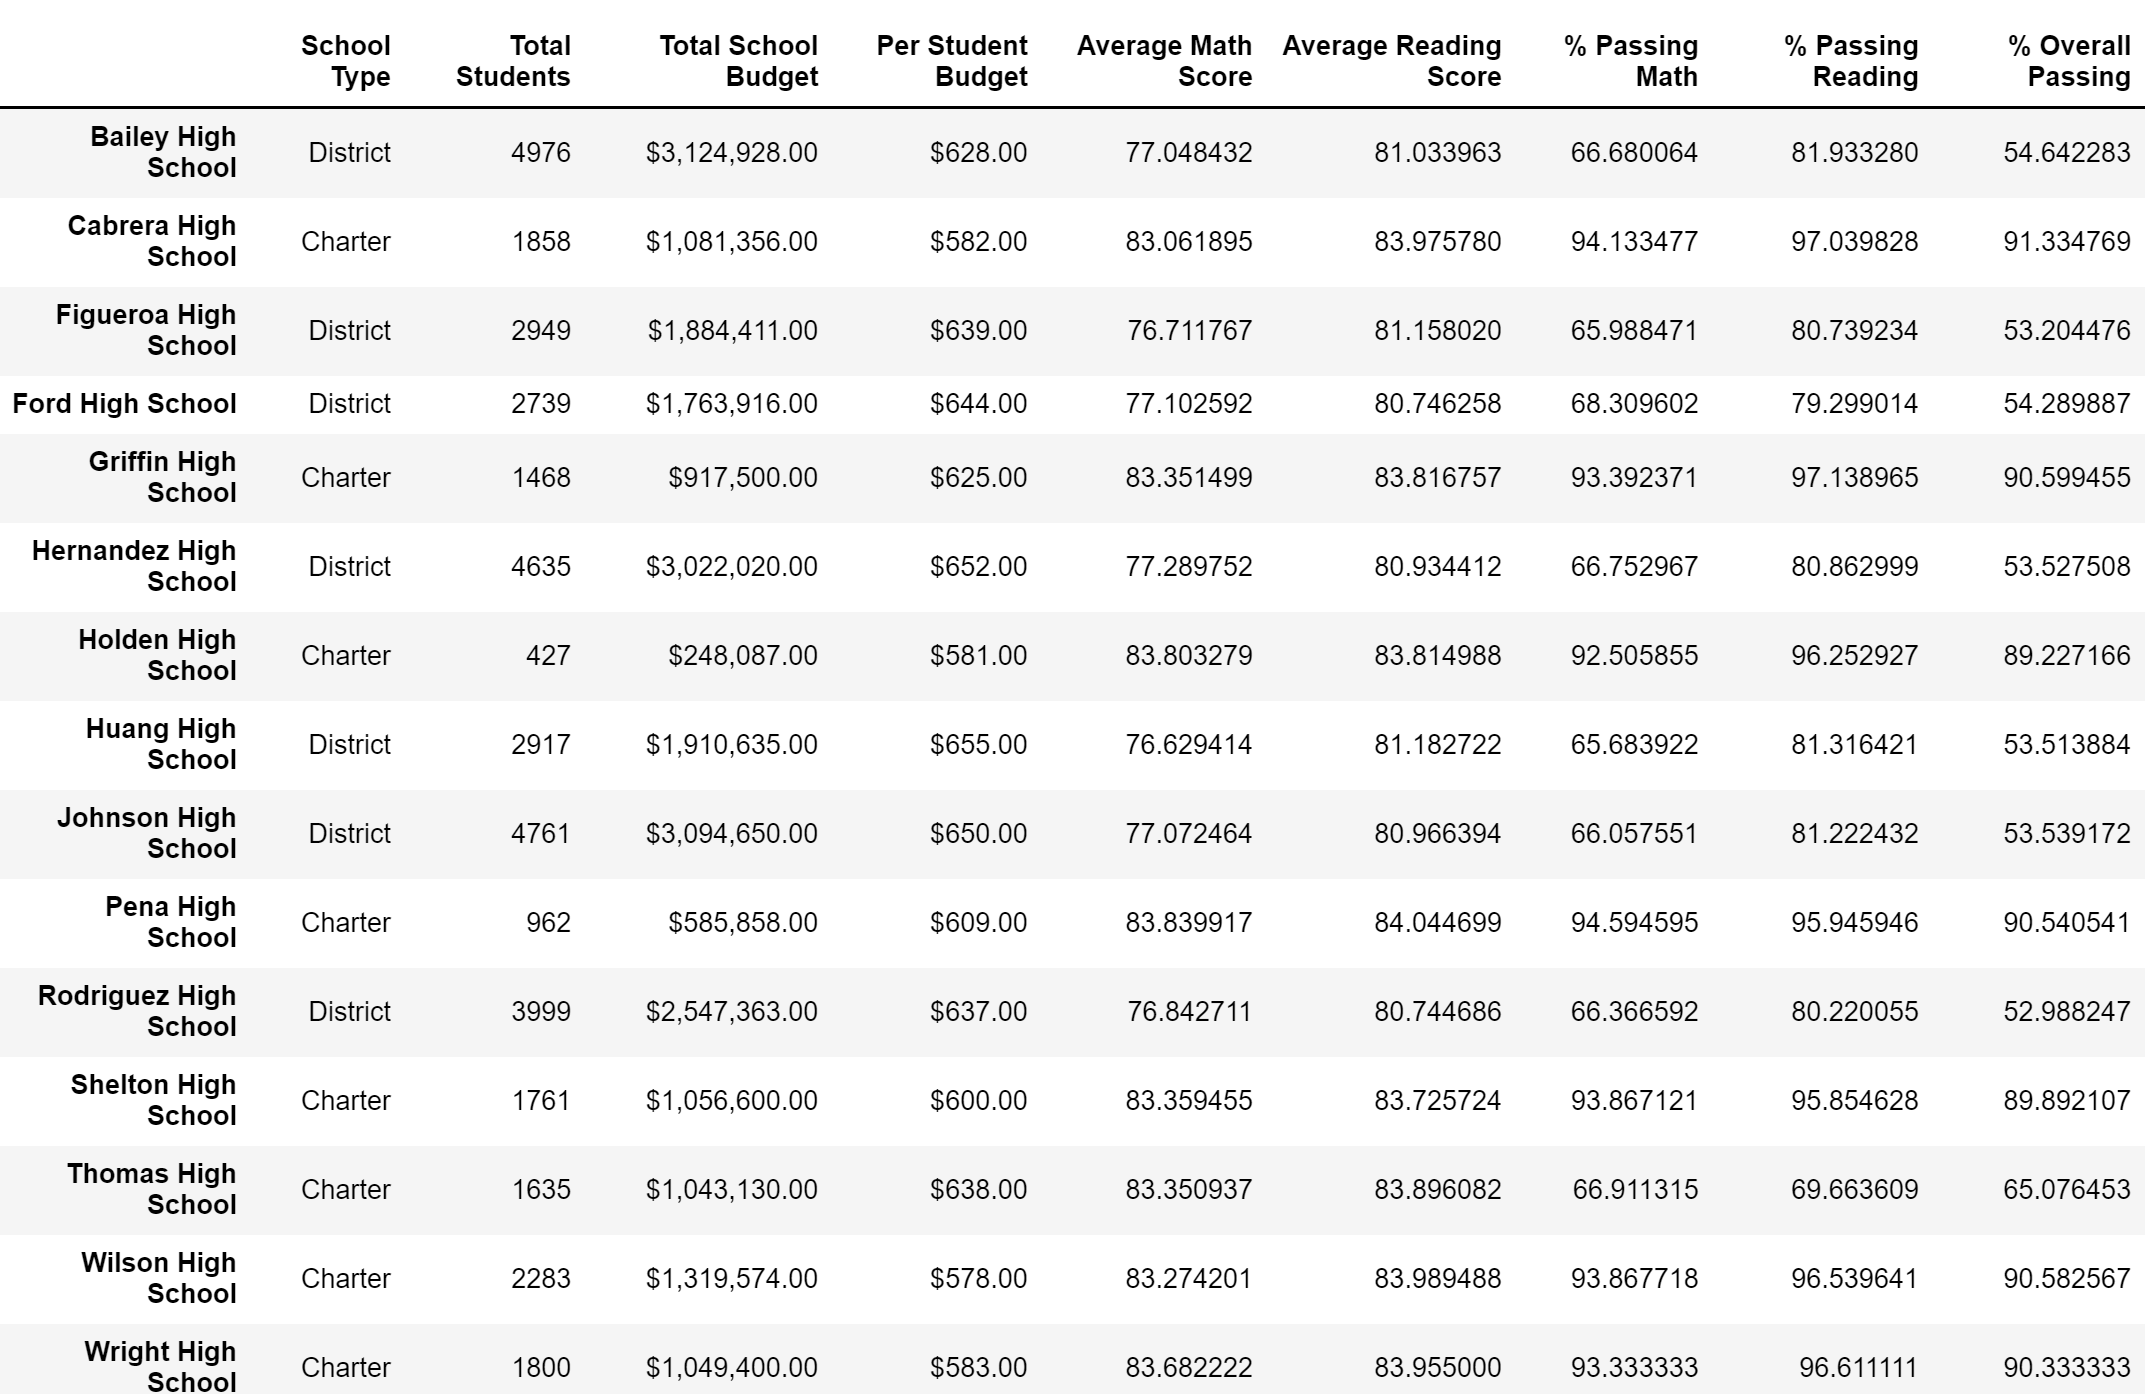 School Type Total Students Total School Budget Per Student Budget Average Math Score Average Reading Score % Passing Math % Passing Reading % Overall Passing
Bailey High School District 4976 $3,124,928.00 $628.00 77.048432 81.033963 66.680064 81.933280 54.642283
Cabrera High School Charter 1858 $1,081,356.00 $582.00 83.061895 83.975780 94.133477 97.039828 91.334769
Figueroa High School District 2949 $1,884,411.00 $639.00 76.711767 81.158020 65.988471 80.739234 53.204476
Ford High School District 2739 $1,763,916.00 $644.00 77.102592 80.746258 68.309602 79.299014 54.289887
Griffin High School Charter 1468 $917,500.00 $625.00 83.351499 83.816757 93.392371 97.138965 90.599455
Hernandez High School District 4635 $3,022,020.00 $652.00 77.289752 80.934412 66.752967 80.862999 53.527508
Holden High School Charter 427 $248,087.00 $581.00 83.803279 83.814988 92.505855 96.252927 89.227166
Huang High School District 2917 $1,910,635.00 $655.00 76.629414 81.182722 65.683922 81.316421 53.513884
Johnson High School District 4761 $3,094,650.00 $650.00 77.072464 80.966394 66.057551 81.222432 53.539172
Pena High School Charter 962 $585,858.00 $609.00 83.839917 84.044699 94.594595 95.945946 90.540541
Rodriguez High School District 3999 $2,547,363.00 $637.00 76.842711 80.744686 66.366592 80.220055 52.988247
Shelton High School Charter 1761 $1,056,600.00 $600.00 83.359455 83.725724 93.867121 95.854628 89.892107
Thomas High School Charter 1635 $1,043,130.00 $638.00 83.350937 83.896082 66.911315 69.663609 65.076453
Wilson High School Charter 2283 $1,319,574.00 $578.00 83.274201 83.989488 93.867718 96.539641 90.582567
Wright High School Charter 1800 $1,049,400.00 $583.00 83.682222 83.955000 93.333333 96.611111 90.333333